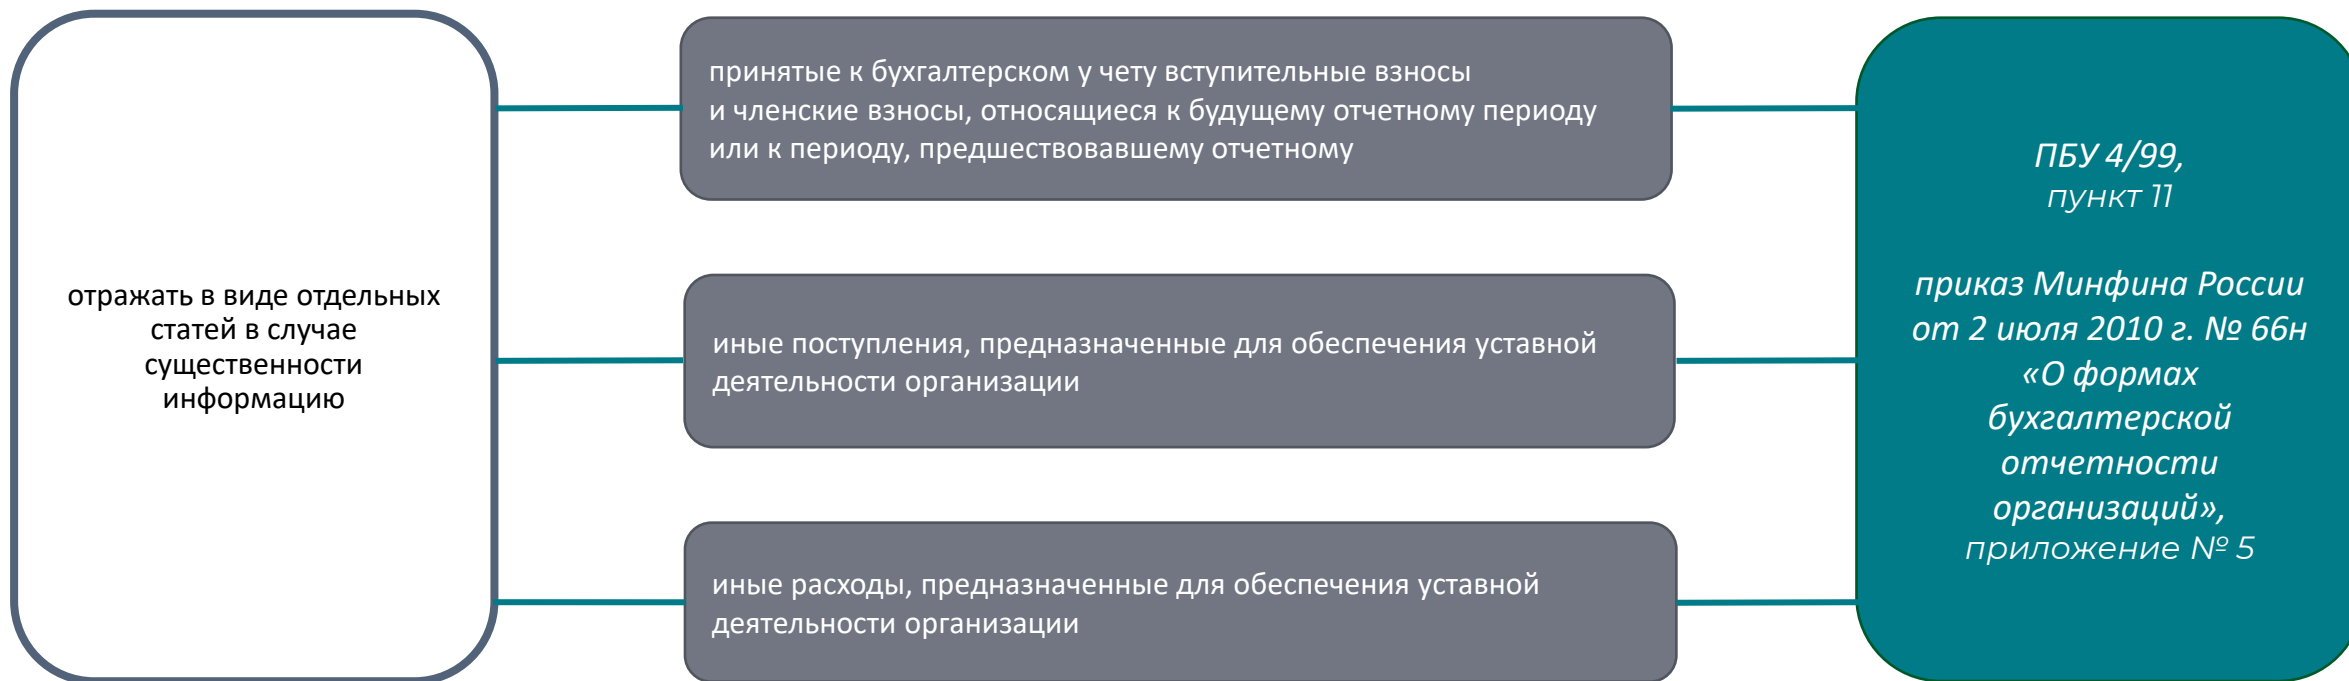 отражать в виде отдельных
статей в случае
существенности
информацию
принятые к бухгалтерском у чету вступительные взносы
и членские взносы, относящиеся к будущему отчетному периоду
или к периоду, предшествовавшему отчетному
иные поступления, предназначенные для обеспечения уставной
деятельности организации
иные расходы, предназначенные для обеспечения уставной
деятельности организации
ПБУ 4/99,
пункт 11
приказ Минфина России
от 2 июля 2010 г. № 66н
«О формах
бухгалтерской
отчетности
организаций»,
приложение № 5